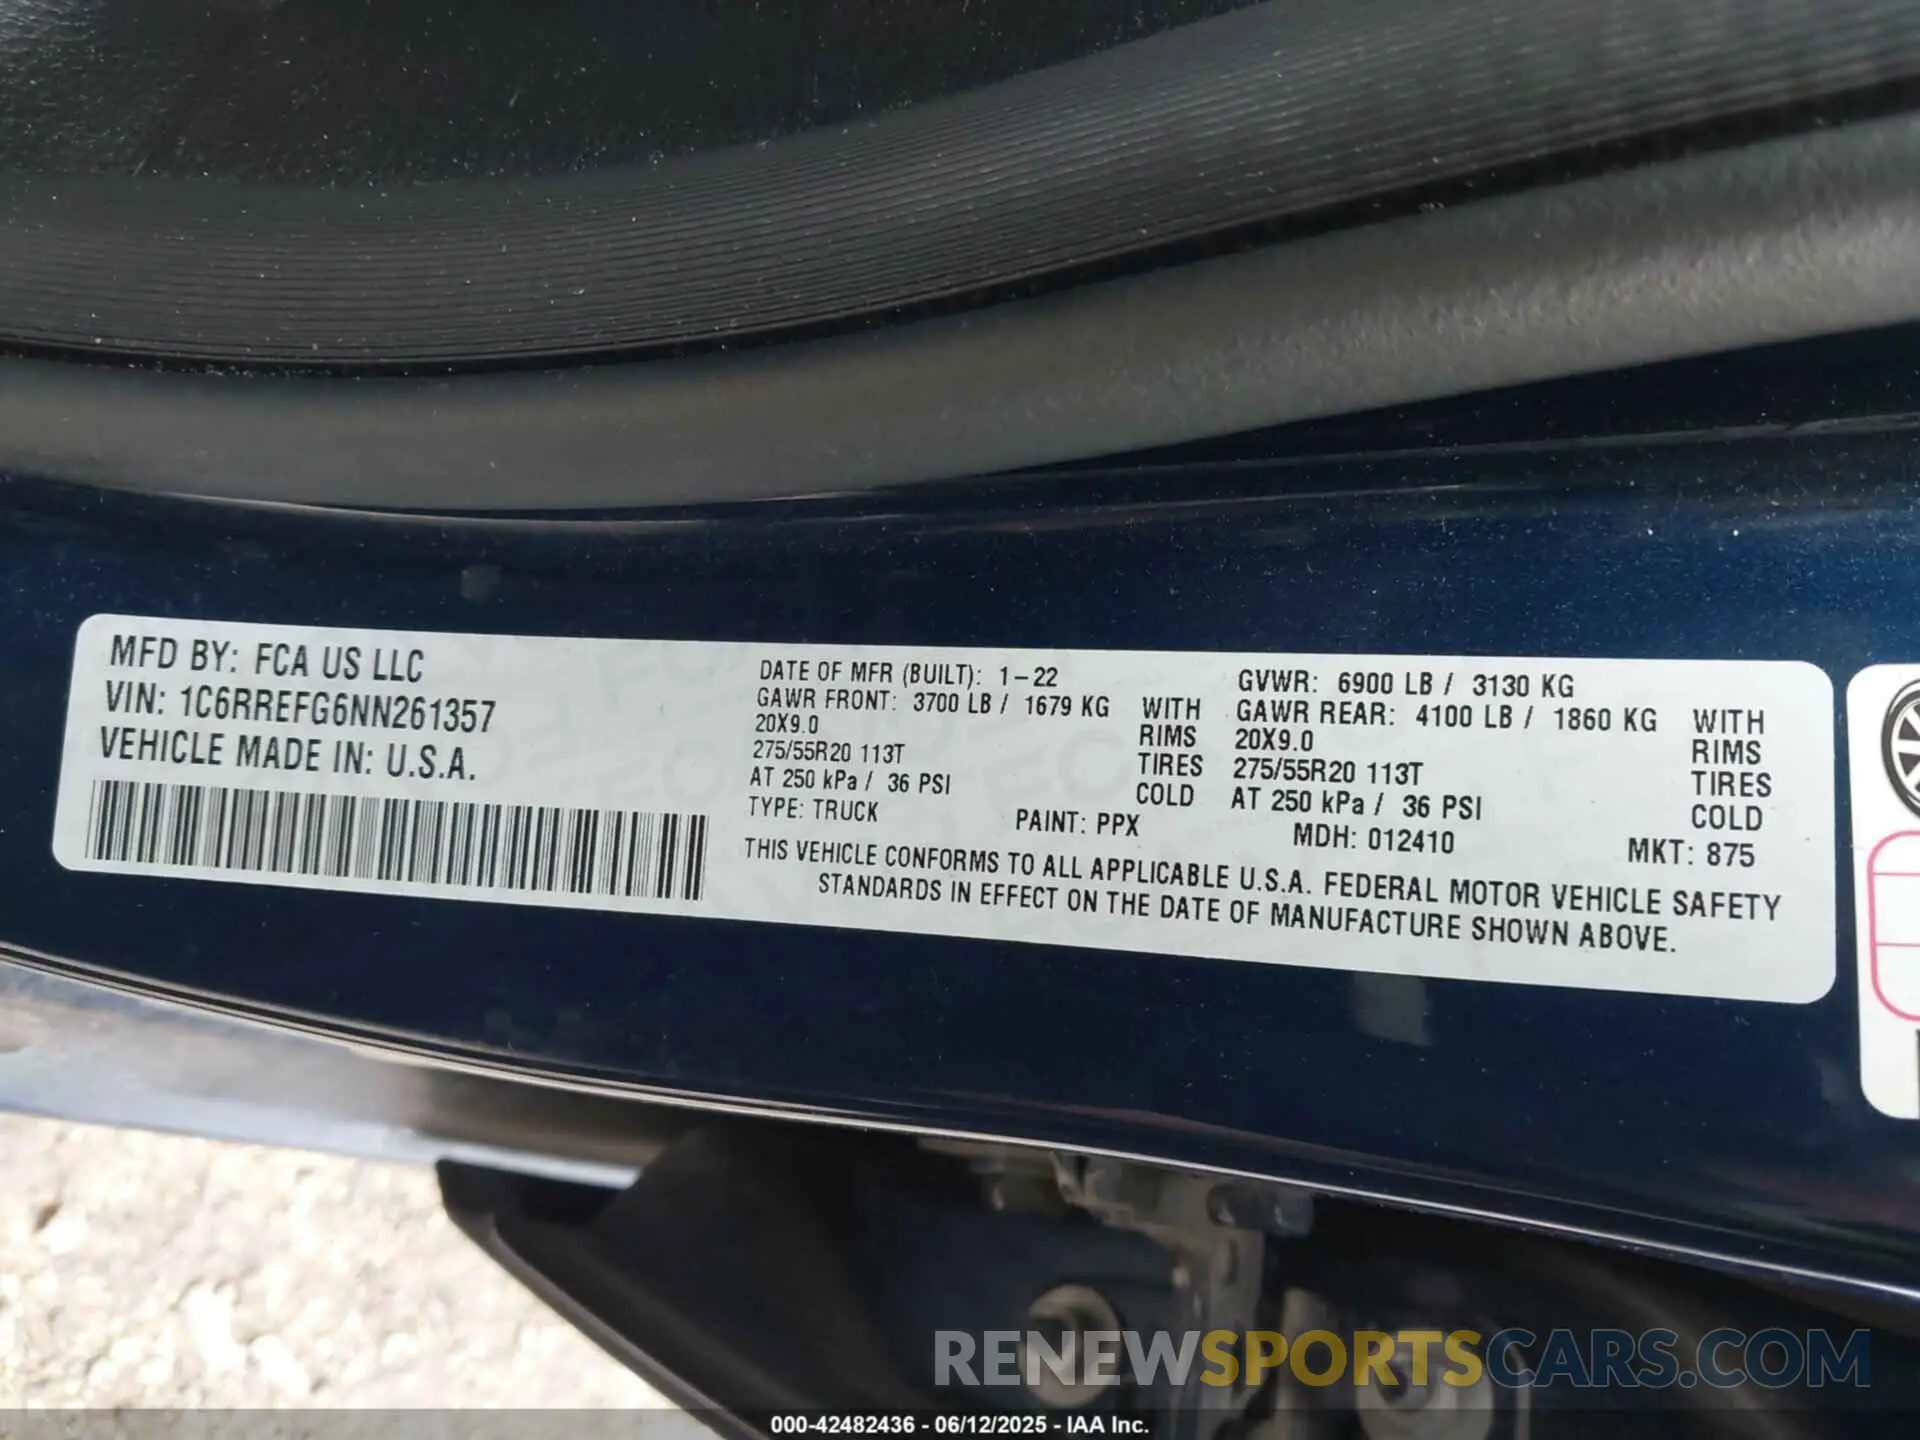 MFD BY: FCA US LLC
VIN: 1C6RREFG6NN261357
VEHICLE MADE IN: U.S.A.
DATE OF MFR (BUILT): 1-22
GAWR FRONT: 3700 LB / 1679 KG WITH
20X9.0 RIMS
275/55R20 113T TIRES
AT 250 kPa / 36 PSI COLD
TYPE: TRUCK PAINT: PPX
GVWR: 6900 LB / 3130 KG
GAWR REAR: 4100 LB / 1860 KG WITH
20X9.0 RIMS
275/55R20 113T TIRES
AT 250 kPa / 36 PSI COLD
MDH: 012410 MKT: 875
THIS VEHICLE CONFORMS TO ALL APPLICABLE U.S.A. FEDERAL MOTOR VEHICLE SAFETY
STANDARDS IN EFFECT ON THE DATE OF MANUFACTURE SHOWN ABOVE.
RENEWSPORTSCARS.COM
000-42482436 - 06/12/2025 - IAA Inc.